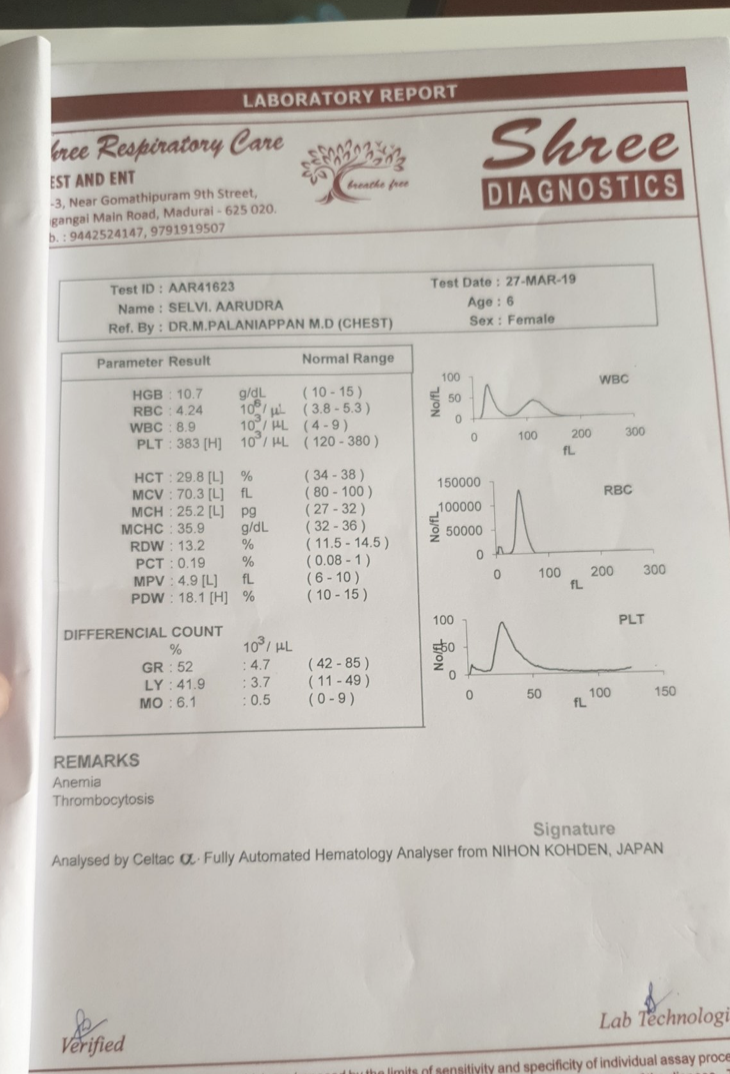 LABORATORY REPORT
hree Respiratory Care
EST AND ENT
-3, Near Gomathipuram 9th Street,
gangai Main Road, Madurai - 625 020.
b. : 9442524147, 9791919507
breathe free
Shree
DIAGNOSTICS
Test ID : AAR41623
Name : SELVI. AARUDRA
Ref. By : DR.M.PALANIAPPAN M.D (CHEST)
Test Date : 27-MAR-19
Age : 6
Sex : Female
Parameter Result Normal Range
HGB : 10.7 g/dL ( 10 - 15 )
RBC : 4.24 10^6/ µL ( 3.8 - 5.3 )
WBC : 8.9 10^3/ µL ( 4 - 9 )
PLT : 383 [H] 10^3/ µL ( 120 - 380 )
HCT : 29.8 [L] % ( 34 - 38 )
MCV : 70.3 [L] fL ( 80 - 100 )
MCH : 25.2 [L] pg ( 27 - 32 )
MCHC : 35.9 g/dL ( 32 - 36 )
RDW : 13.2 % ( 11.5 - 14.5 )
PCT : 0.19 % ( 0.08 - 1 )
MPV : 4.9 [L] fL ( 6 - 10 )
PDW : 18.1 [H] % ( 10 - 15 )
DIFFERENCIAL COUNT
% 10^3/ µL
GR : 52 : 4.7 ( 42 - 85 )
LY : 41.9 : 3.7 ( 11 - 49 )
MO : 6.1 : 0.5 ( 0 - 9 )
WBC
No/fL
100
50
0
0 100 200 300
fL
RBC
No/fL
150000
100000
50000
0
0 100 200 300
fL
PLT
No/fL
100
50
0
0 50 100 150
fL
REMARKS
Anemia
Thrombocytosis
Signature
Analysed by Celtac α - Fully Automated Hematology Analyser from NIHON KOHDEN, JAPAN
Verified
Lab Technologi
the limits of sensitivity and specificity of individual assay proce